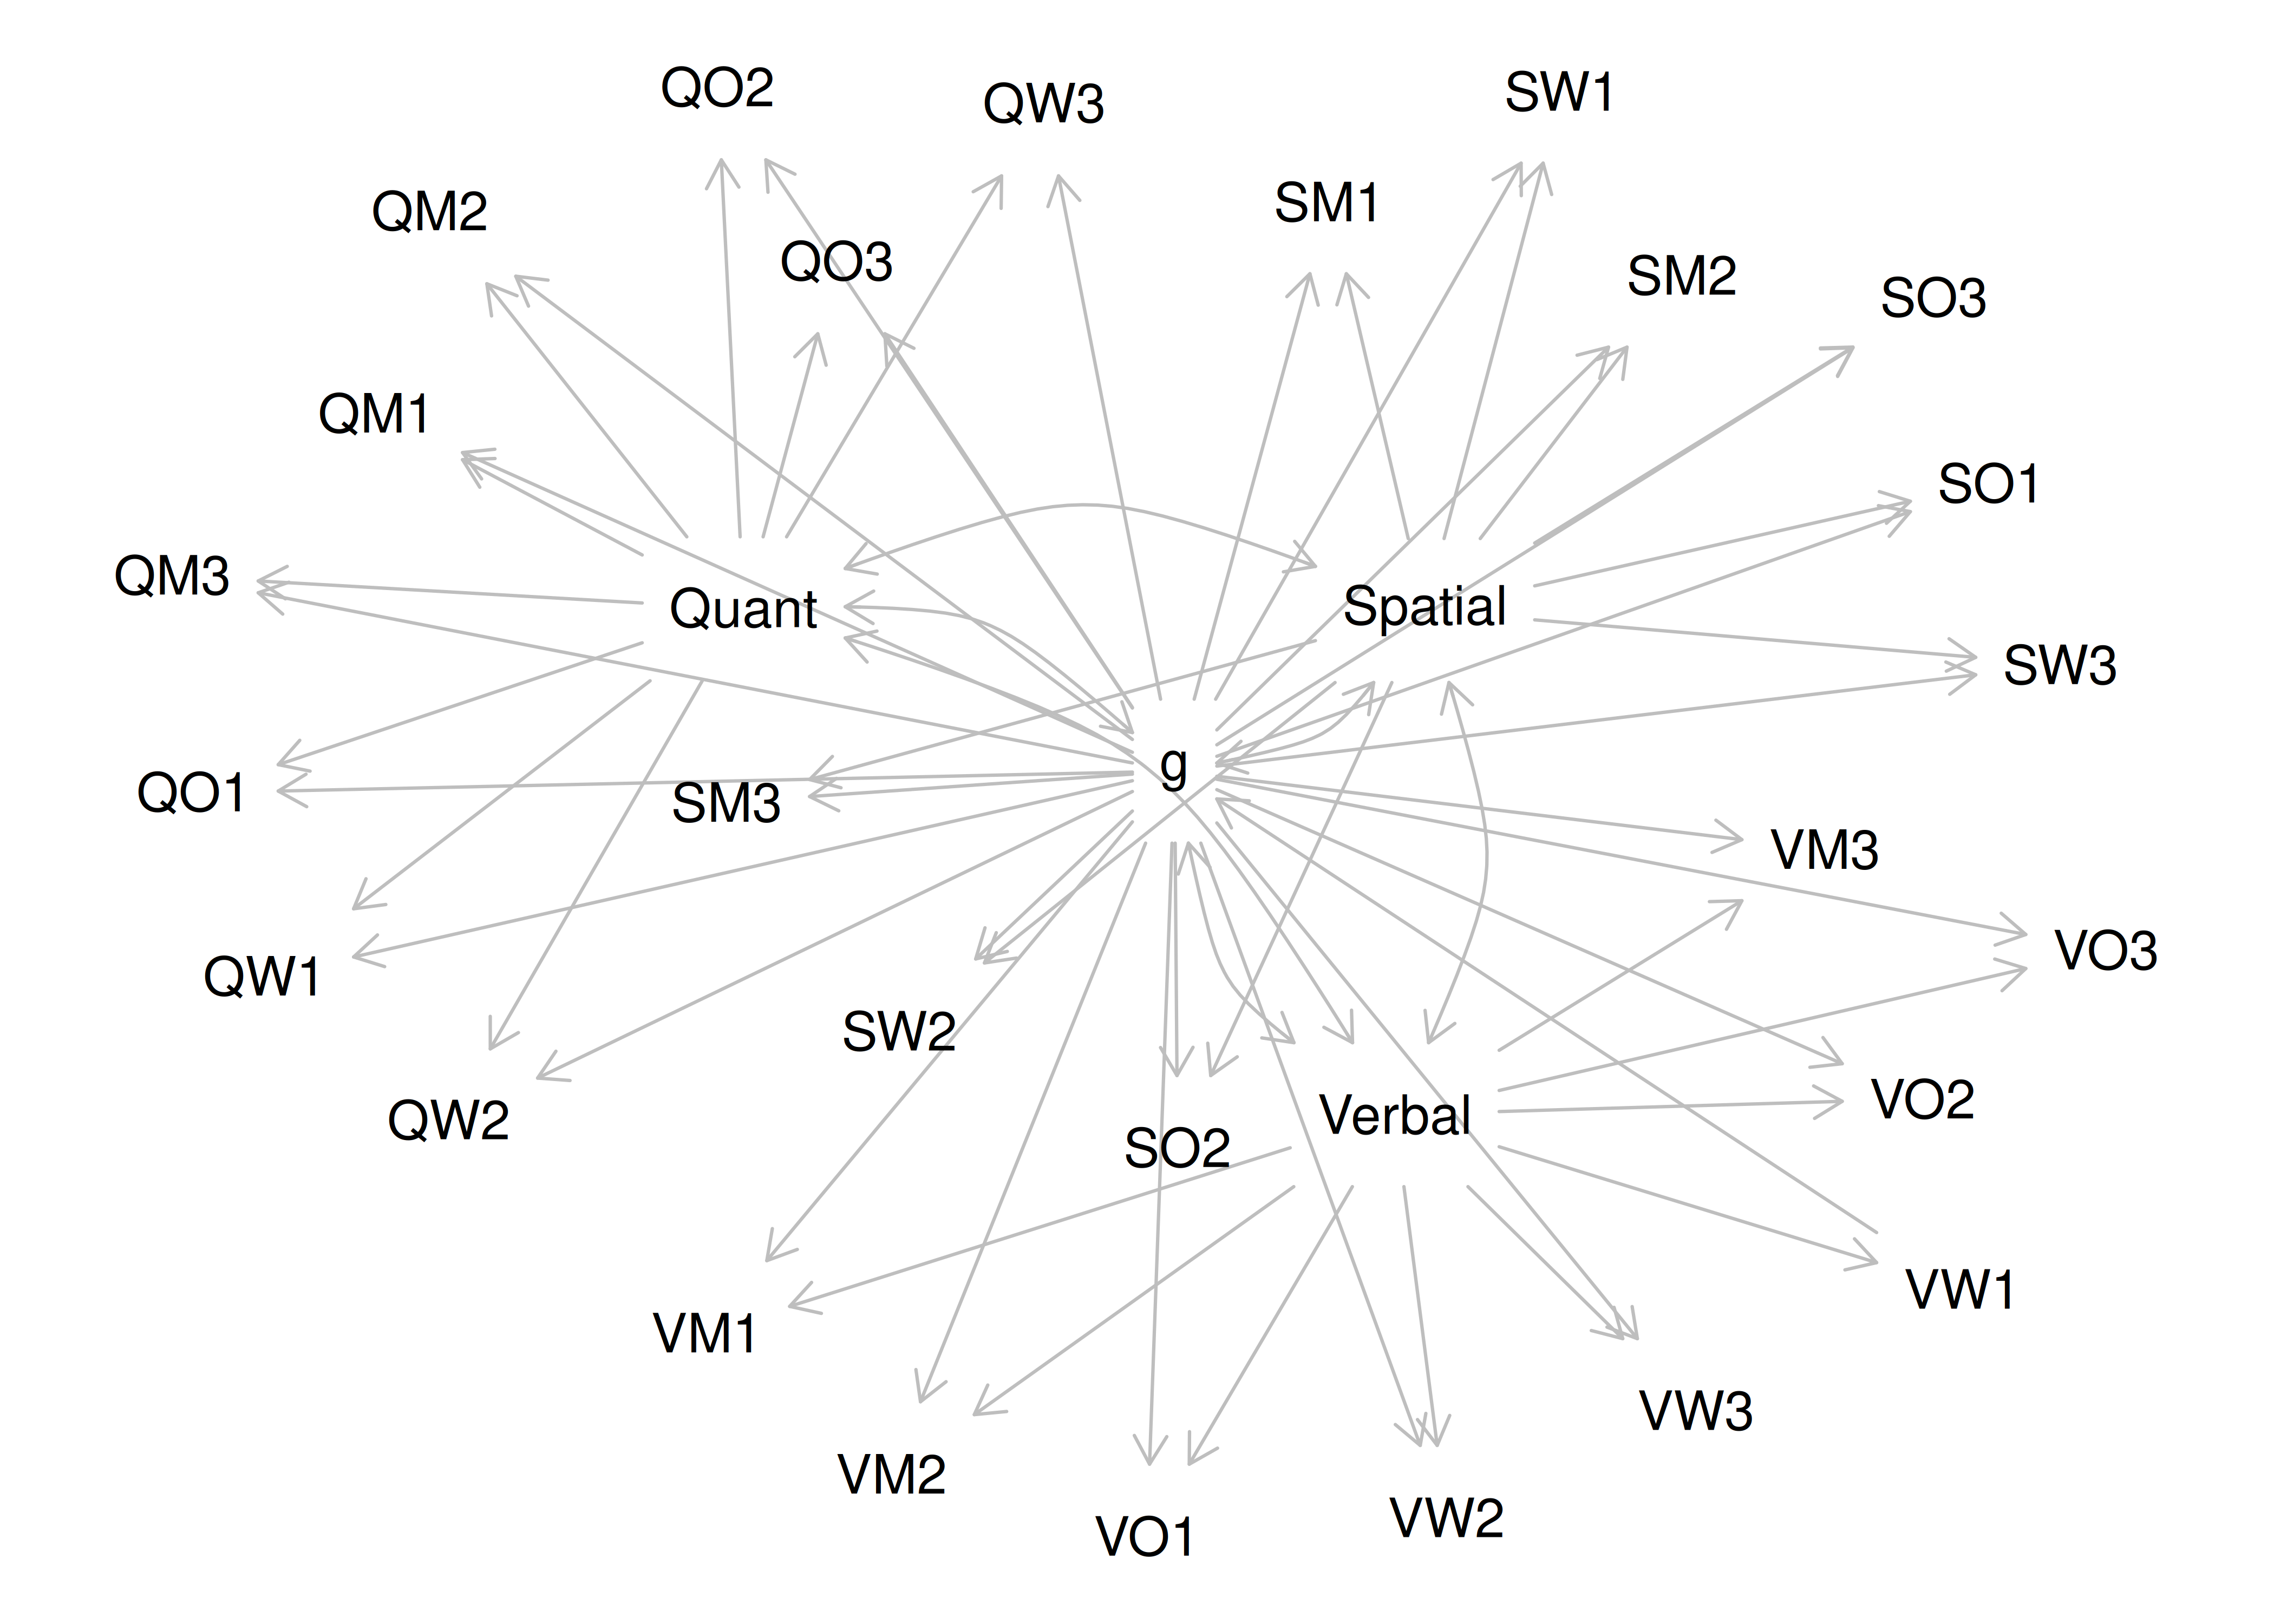 QO2
QW3
SW1
QM2
SM1
QO3
SM2
SO3
QM1
SO1
QM3
Quant
Spatial
SW3
g
QO1
SM3
VM3
QW1
VO3
SW2
QW2
Verbal
VO2
SO2
VW1
VM1
VW3
VM2
VO1
VW2